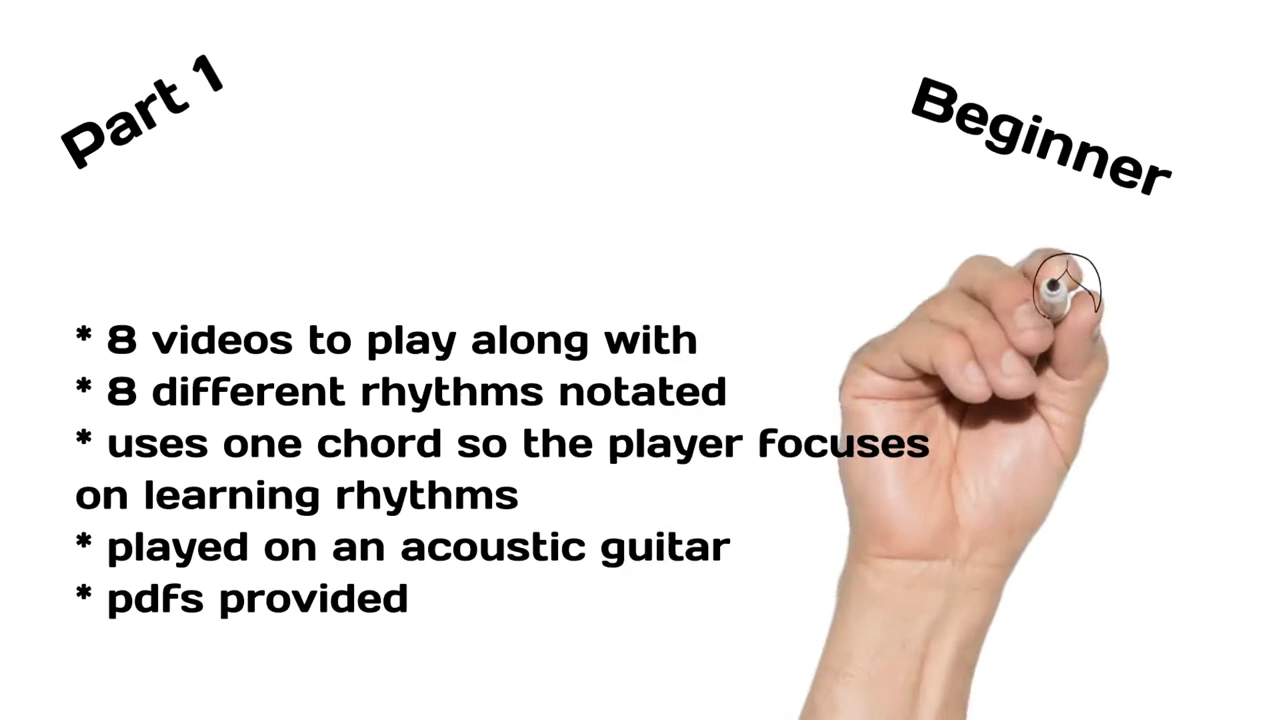 Part 1
Beginner
* 8 videos to play along with
* 8 different rhythms notated
* uses one chord so the player focuses
on learning rhythms
* played on an acoustic guitar
* pdfs provided